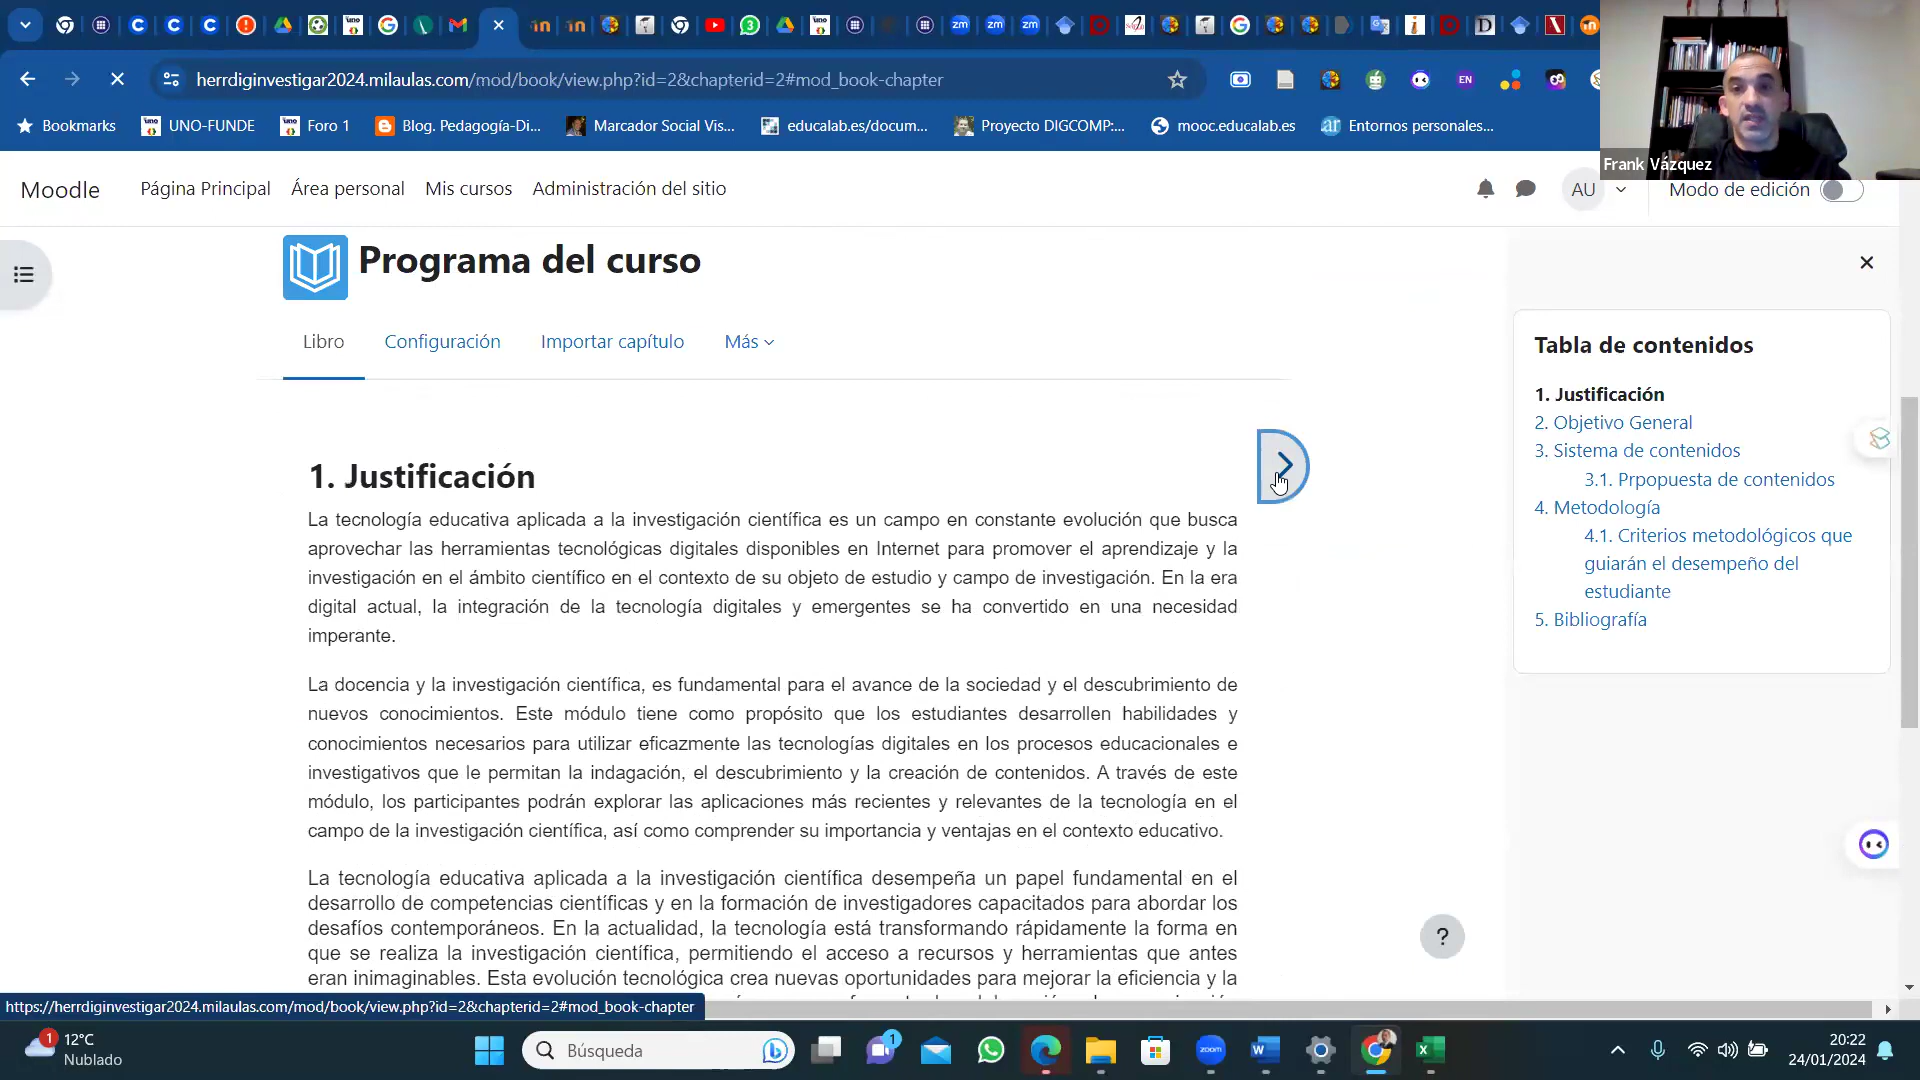 herrdiginvestigar2024.milaulas.com/mod/book/view.php?id=2&chapterid=2#mod_book-chapter
EN
Bookmarks
UNO-FUNDE
Foro 1
Blog. Pedagogía-Di...
Marcador Social Vis...
educalab.es/docum...
Proyecto DIGCOMP:...
mooc.educalab.es
Entornos personales...
Frank Vázquez
Moodle
Página Principal
Área personal
Mis cursos
Administración del sitio
AU
Modo de edición
Programa del curso
Libro
Configuración
Importar capítulo
Más
1. Justificación
La tecnología educativa aplicada a la investigación científica es un campo en constante evolución que busca
aprovechar las herramientas tecnológicas digitales disponibles en Internet para promover el aprendizaje y la
investigación en el ámbito científico en el contexto de su objeto de estudio y campo de investigación. En la era
digital actual, la integración de la tecnología digitales y emergentes se ha convertido en una necesidad
imperante.
La docencia y la investigación científica, es fundamental para el avance de la sociedad y el descubrimiento de
nuevos conocimientos. Este módulo tiene como propósito que los estudiantes desarrollen habilidades y
conocimientos necesarios para utilizar eficazmente las tecnologías digitales en los procesos educacionales e
investigativos que le permitan la indagación, el descubrimiento y la creación de contenidos. A través de este
módulo, los participantes podrán explorar las aplicaciones más recientes y relevantes de la tecnología en el
campo de la investigación científica, así como comprender su importancia y ventajas en el contexto educativo.
La tecnología educativa aplicada a la investigación científica desempeña un papel fundamental en el
desarrollo de competencias científicas y en la formación de investigadores capacitados para abordar los
desafíos contemporáneos. En la actualidad, la tecnología está transformando rápidamente la forma en
que se realiza la investigación científica, permitiendo el acceso a recursos y herramientas que antes
eran inimaginables. Esta evolución tecnológica crea nuevas oportunidades para mejorar la eficiencia y la
Tabla de contenidos
1. Justificación
2. Objetivo General
3. Sistema de contenidos
3.1. Prpopuesta de contenidos
4. Metodología
4.1. Criterios metodológicos que
guiarán el desempeño del
estudiante
5. Bibliografía
?
https://herrdiginvestigar2024.milaulas.com/mod/book/view.php?id=2&chapterid=2#mod_book-chapter
1
12°C
Nublado
Búsqueda
1
zoom
20:22
24/01/2024